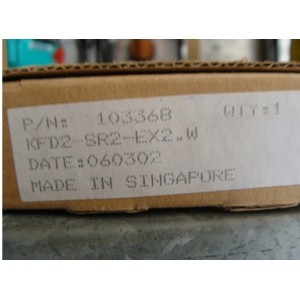 P/N: 103368 QTY:1
KFD2-SR2-EX2.W
DATE:060302
MADE IN SINGAPORE